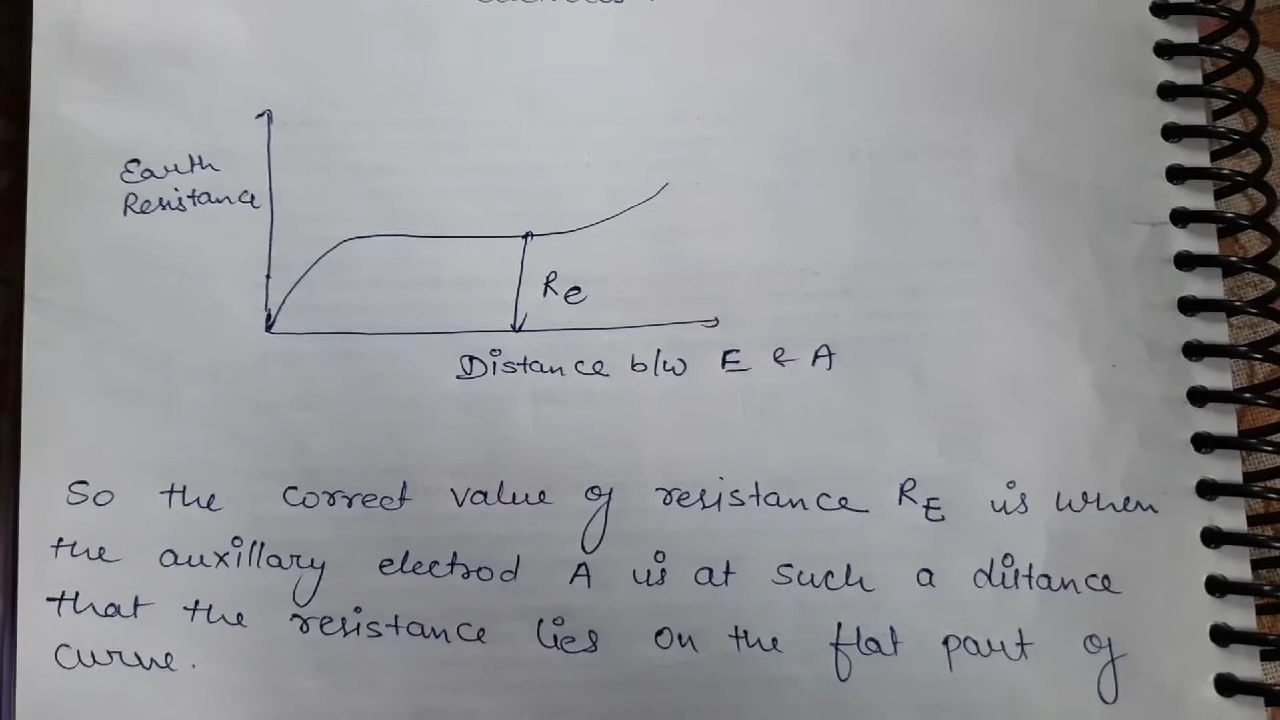 Earth
Resistance
Re
Distance b/w E & A
So the correct value of resistance RE is when
the auxillary electrod A is at such a distance
that the resistance lies on the flat part of
curve.